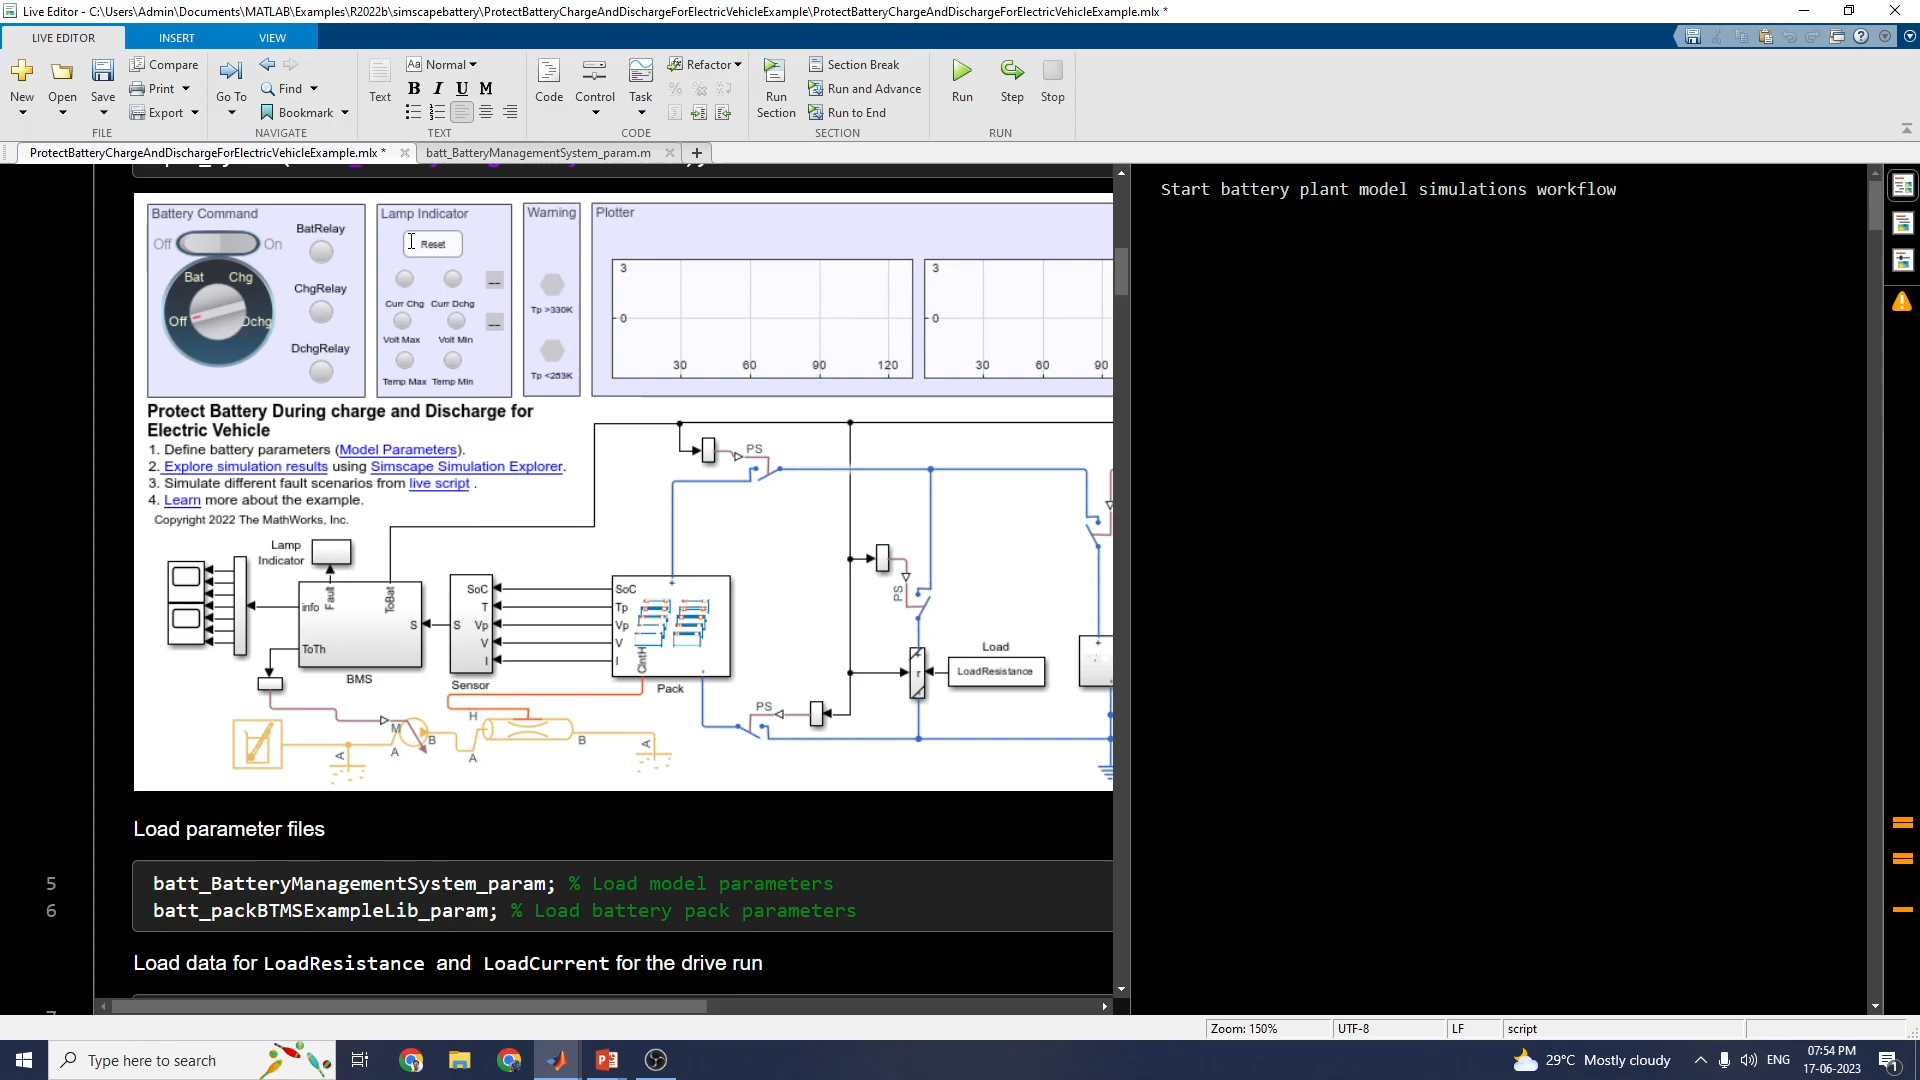 Live Editor - C:\Users\Admin\Documents\MATLAB\Examples\R2022b\simscapebattery\ProtectBatteryChargeAndDischargeForElectricVehicleExample\ProtectBatteryChargeAndDischargeForElectricVehicleExample.mlx *
LIVE EDITOR INSERT VIEW
New Open Save Compare Print Export
Go To Find Bookmark
Text Aa Normal B I U M
Code Control Task Refactor
Run Section Section Break Run and Advance Run to End
Run Step Stop
FILE NAVIGATE TEXT CODE SECTION RUN
ProtectBatteryChargeAndDischargeForElectricVehicleExample.mlx * batt_BatteryManagementSystem_param.m
Start battery plant model simulations workflow
Battery Command
Off On
BatRelay
Bat Chg
Off Dchg
ChgRelay
DchgRelay
Lamp Indicator
Reset
Curr Chg Curr Dchg
Volt Max Volt Min
Temp Max Temp Min
Warning
Tp >330K
Tp <253K
Plotter
3
0
30 60 90 120
3
0
30 60 90
Protect Battery During charge and Discharge for
Electric Vehicle
1. Define battery parameters (Model Parameters).
2. Explore simulation results using Simscape Simulation Explorer.
3. Simulate different fault scenarios from live script .
4. Learn more about the example.
Copyright 2022 The MathWorks, Inc.
Lamp
Indicator
info Fault ToBat S
ToTh
BMS
SoC
T
S Vp
V
I
Sensor
SoC
Tp
Vp
V
I
ClntH
+
-
Pack
PS
PS
PS
Load
LoadResistance
r
+
+
H
M
A B
A B
A
A
Load parameter files
5 batt_BatteryManagementSystem_param; % Load model parameters
6 batt_packBTMSExampleLib_param; % Load battery pack parameters
Load data for LoadResistance and LoadCurrent for the drive run
Zoom: 150% UTF-8 LF script
Type here to search
29°C Mostly cloudy
ENG
07:54 PM
17-06-2023
1